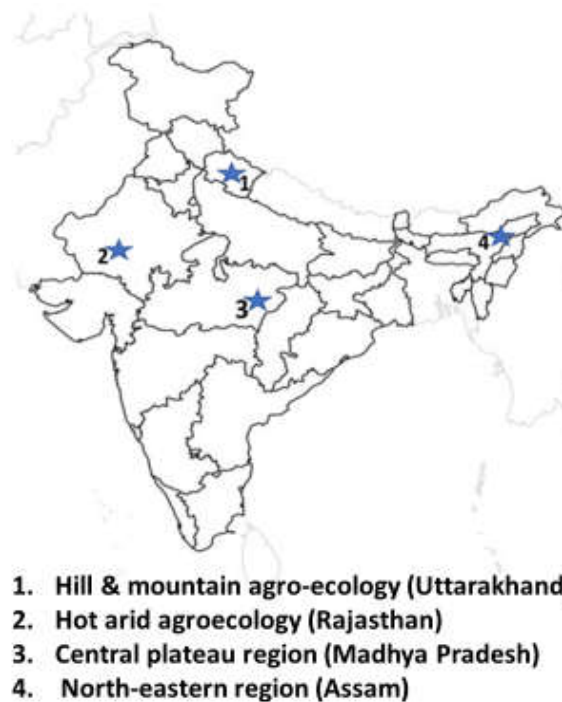 1
2
4
3
1. Hill & mountain agro-ecology (Uttarakhand
2. Hot arid agroecology (Rajasthan)
3. Central plateau region (Madhya Pradesh)
4. North-eastern region (Assam)